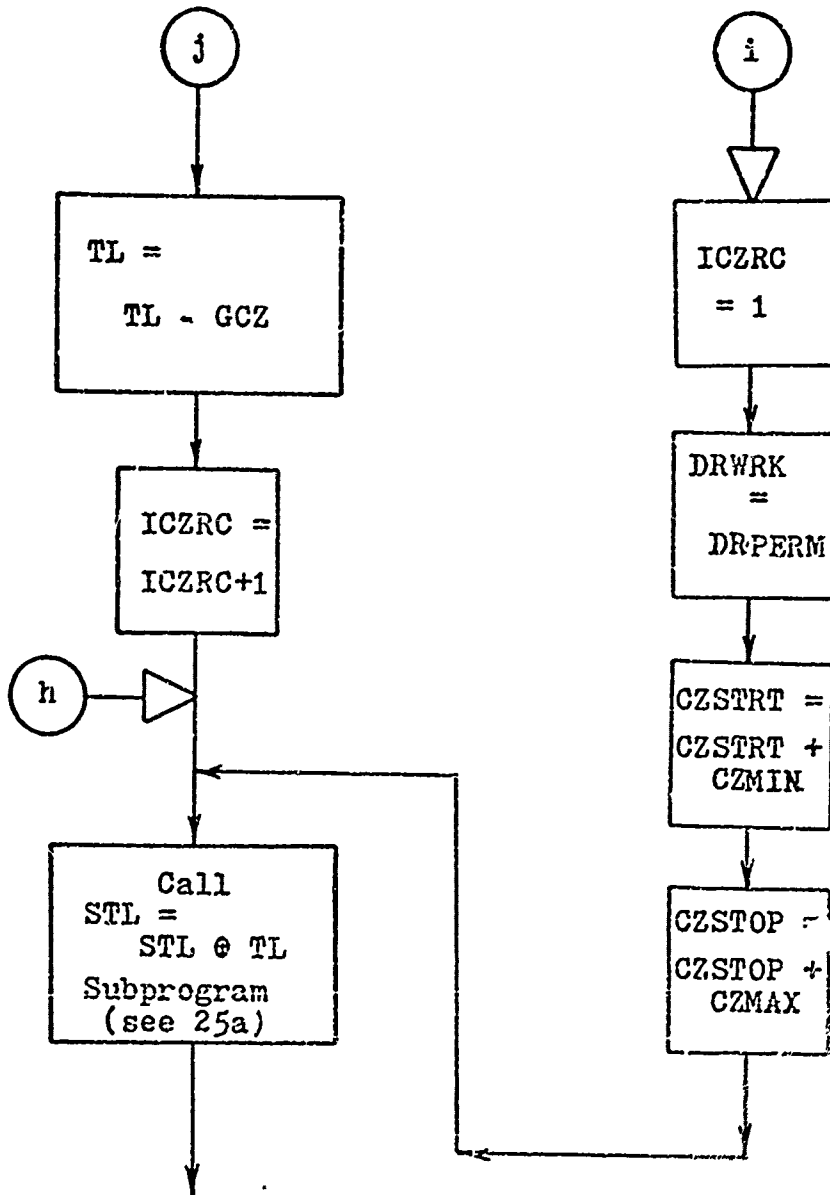 j
TL =
TL - GCZ
ICZRC =
ICZRC+1
h
Call
STL =
STL ⊕ TL
Subprogram
(see 25a)
i
ICZRC
= 1
DRWRK
=
DRPERM
CZSTRT =
CZSTRT +
CZMIN
CZSTOP =
CZSTOP +
CZMAX